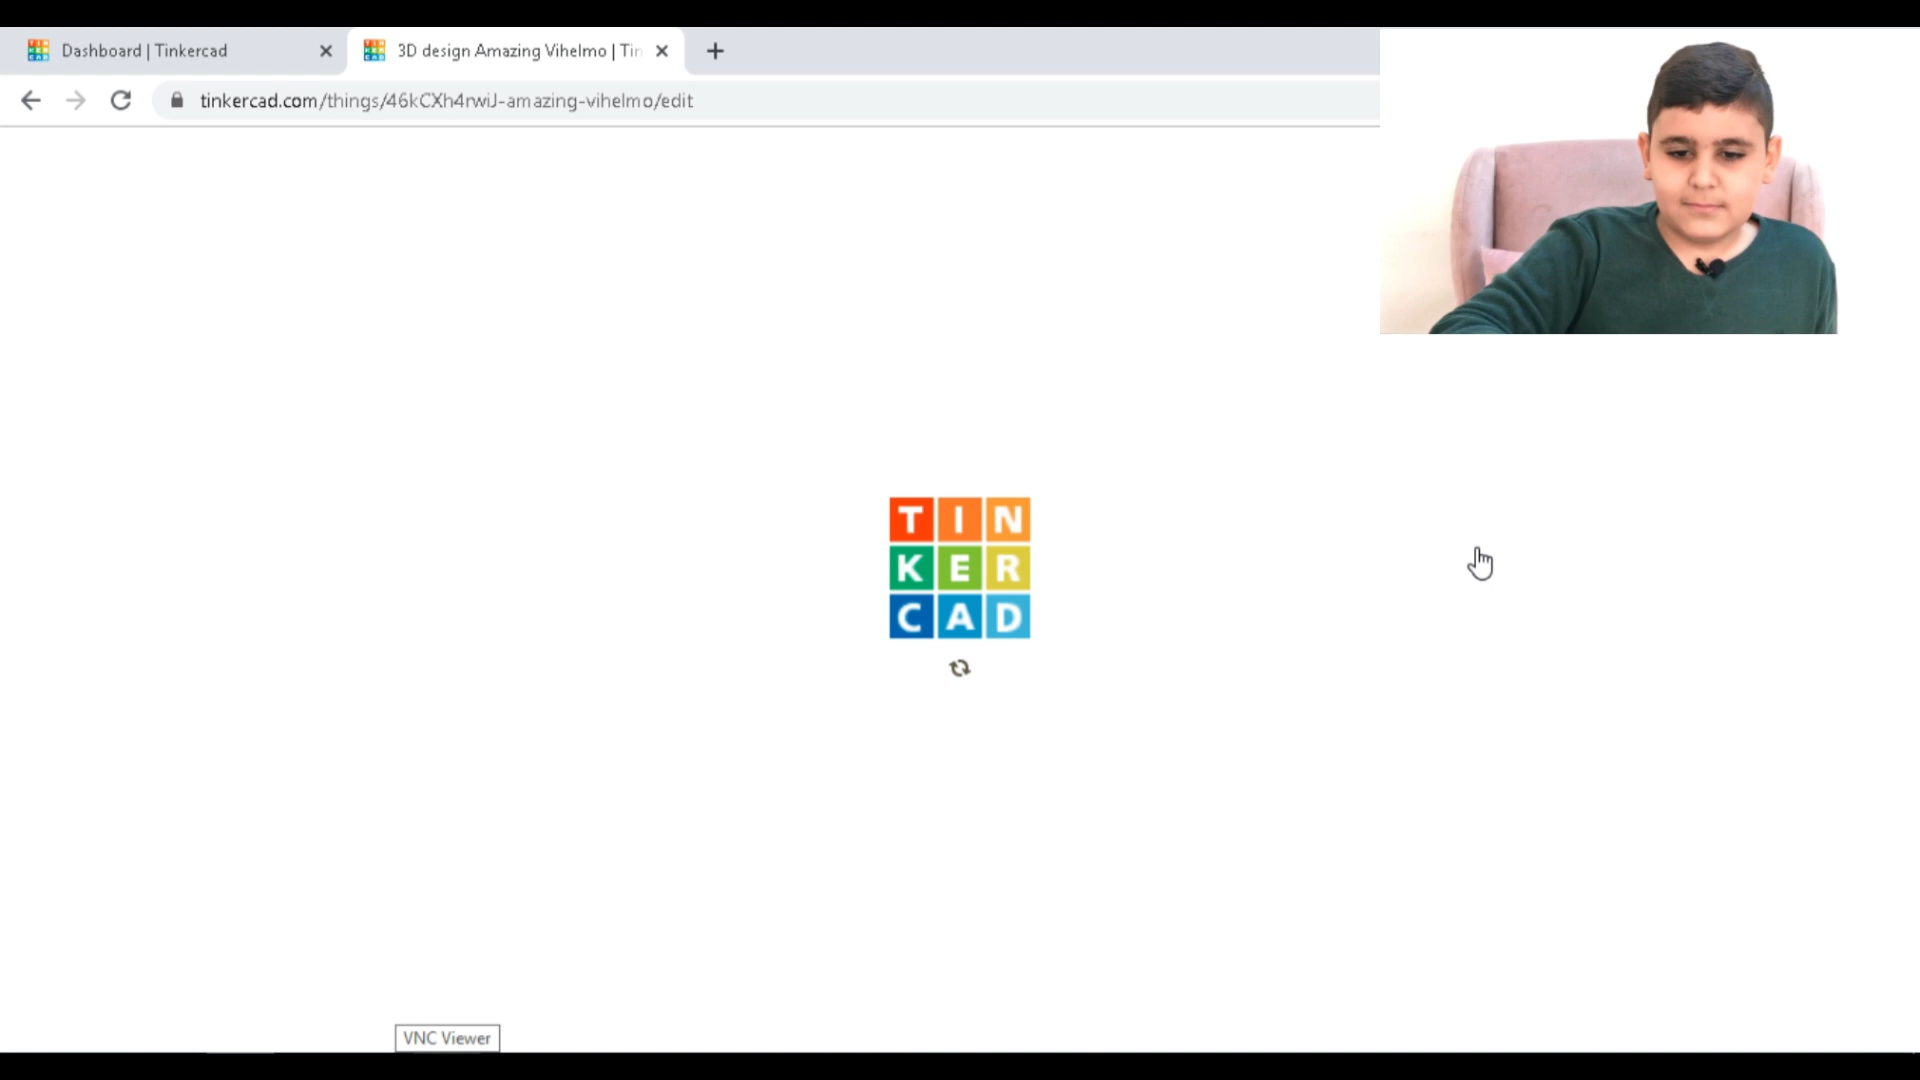 Dashboard | Tinkercad
3D design Amazing Vihelmo | Tin
tinkercad.com/things/46kCXh4rwiJ-amazing-vihelmo/edit
TIN
KER
CAD
VNC Viewer